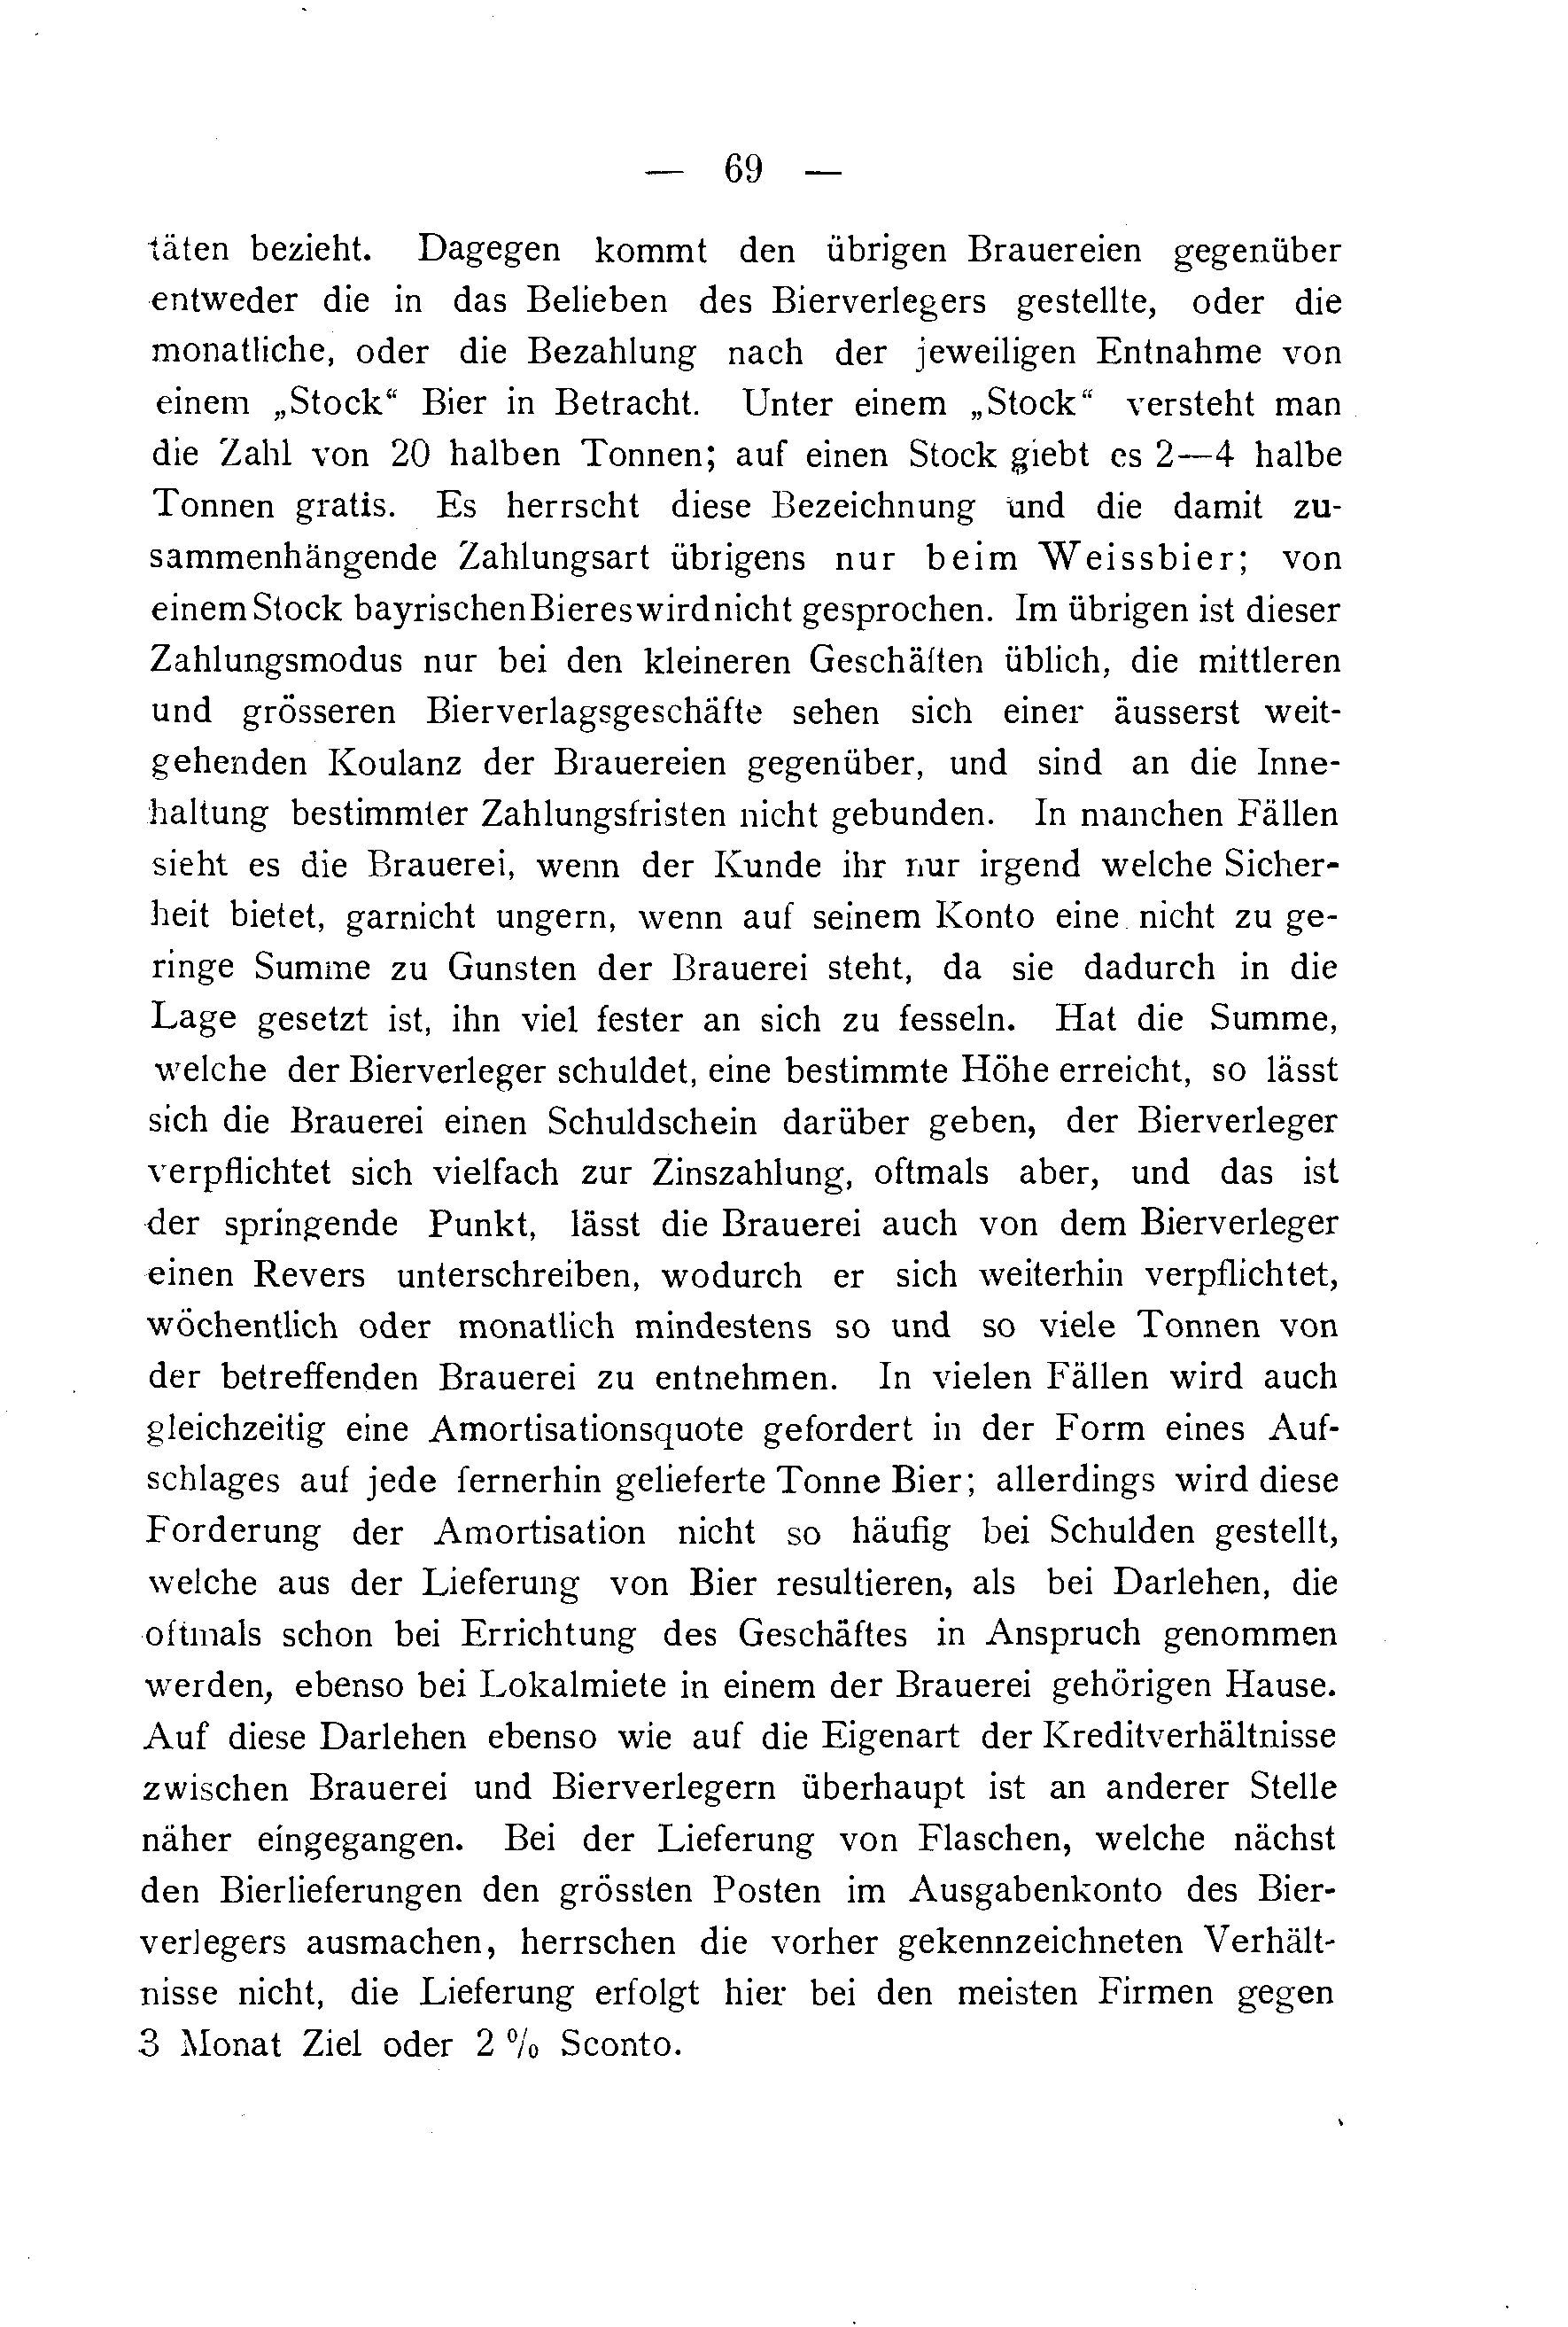 — 69 —
täten bezieht. Dagegen kommt den übrigen Brauereien gegenüber
entweder die in das Belieben des Bierverlegers gestellte, oder die
monatliche, oder die Bezahlung nach der jeweiligen Entnahme von
einem „Stock“ Bier in Betracht. Unter einem „Stock“ versteht man
die Zahl von 20 halben Tonnen; auf einen Stock giebt es 2—4 halbe
Tonnen gratis. Es herrscht diese Bezeichnung und die damit zu-
sammenhängende Zahlungsart übrigens nur beim Weissbier; von
einem Stock bayrischen Bieres wird nicht gesprochen. Im übrigen ist dieser
Zahlungsmodus nur bei den kleineren Geschäften üblich, die mittleren
und grösseren Bierverlagsgeschäfte sehen sich einer äusserst weit-
gehenden Koulanz der Brauereien gegenüber, und sind an die Inne-
haltung bestimmter Zahlungsfristen nicht gebunden. In manchen Fällen
sieht es die Brauerei, wenn der Kunde ihr nur irgend welche Sicher-
heit bietet, garnicht ungern, wenn auf seinem Konto eine nicht zu ge-
ringe Summe zu Gunsten der Brauerei steht, da sie dadurch in die
Lage gesetzt ist, ihn viel fester an sich zu fesseln. Hat die Summe,
welche der Bierverleger schuldet, eine bestimmte Höhe erreicht, so lässt
sich die Brauerei einen Schuldschein darüber geben, der Bierverleger
verpflichtet sich vielfach zur Zinszahlung, oftmals aber, und das ist
der springende Punkt, lässt die Brauerei auch von dem Bierverleger
einen Revers unterschreiben, wodurch er sich weiterhin verpflichtet,
wöchentlich oder monatlich mindestens so und so viele Tonnen von
der betreffenden Brauerei zu entnehmen. In vielen Fällen wird auch
gleichzeitig eine Amortisationsquote gefordert in der Form eines Auf-
schlages auf jede fernerhin gelieferte Tonne Bier; allerdings wird diese
Forderung der Amortisation nicht so häufig bei Schulden gestellt,
welche aus der Lieferung von Bier resultieren, als bei Darlehen, die
oftmals schon bei Errichtung des Geschäftes in Anspruch genommen
werden, ebenso bei Lokalmiete in einem der Brauerei gehörigen Hause.
Auf diese Darlehen ebenso wie auf die Eigenart der Kreditverhältnisse
zwischen Brauerei und Bierverlegern überhaupt ist an anderer Stelle
näher eingegangen. Bei der Lieferung von Flaschen, welche nächst
den Bierlieferungen den grössten Posten im Ausgabenkonto des Bier-
verlegers ausmachen, herrschen die vorher gekennzeichneten Verhält-
nisse nicht, die Lieferung erfolgt hier bei den meisten Firmen gegen
3 Monat Ziel oder 2 % Sconto.